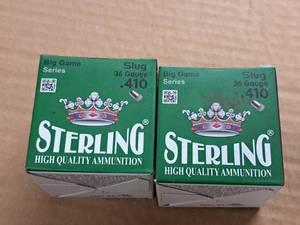 Big Game
Series
Slug
36 Gauge
.410
STERLING®
HIGH QUALITY AMMUNITION
Big Game
Series
Slug
36 Gauge
.410
STERLING®
HIGH QUALITY AMMUNITION